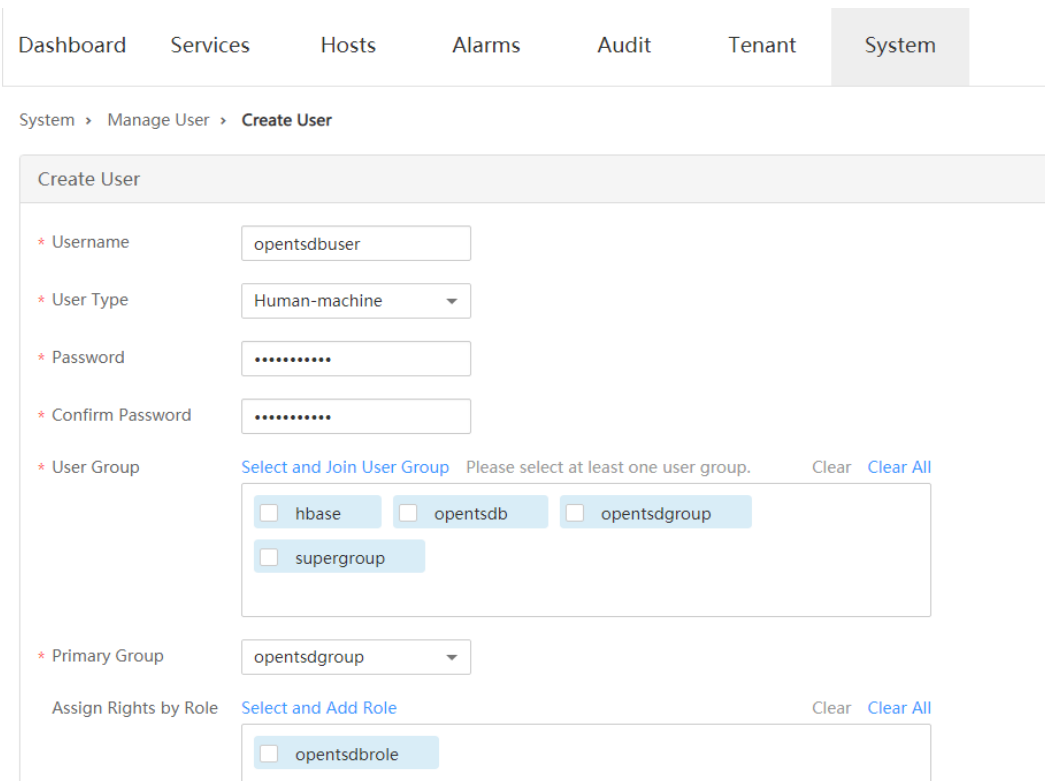 Dashboard Services Hosts Alarms Audit Tenant System
System › Manage User › Create User
Create User
* Username opentsdbuser
* User Type Human-machine
* Password •••••••••••
* Confirm Password •••••••••••
* User Group Select and Join User Group Please select at least one user group. Clear Clear All
hbase opentsdb opentsdgroup
supergroup
* Primary Group opentsdgroup
Assign Rights by Role Select and Add Role Clear Clear All
opentsdbrole